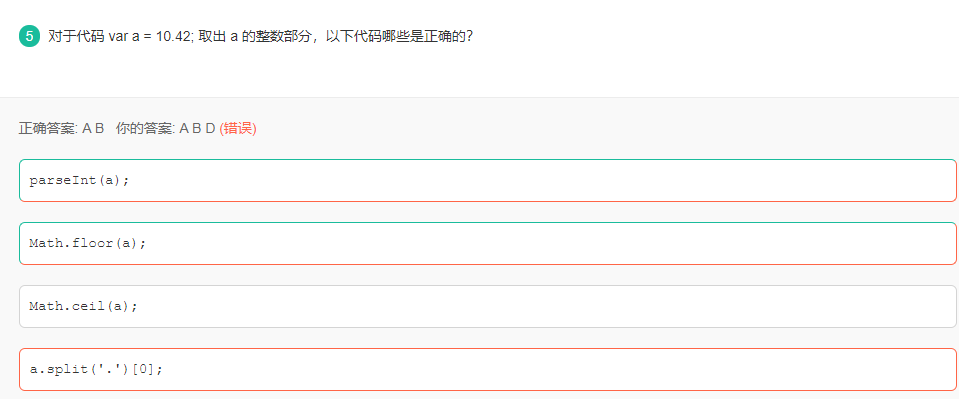 5 对于代码 var a = 10.42; 取出 a 的整数部分，以下代码哪些是正确的？
正确答案: A B 你的答案: A B D (错误)
parseInt(a);
Math.floor(a);
Math.ceil(a);
a.split('.')[0];